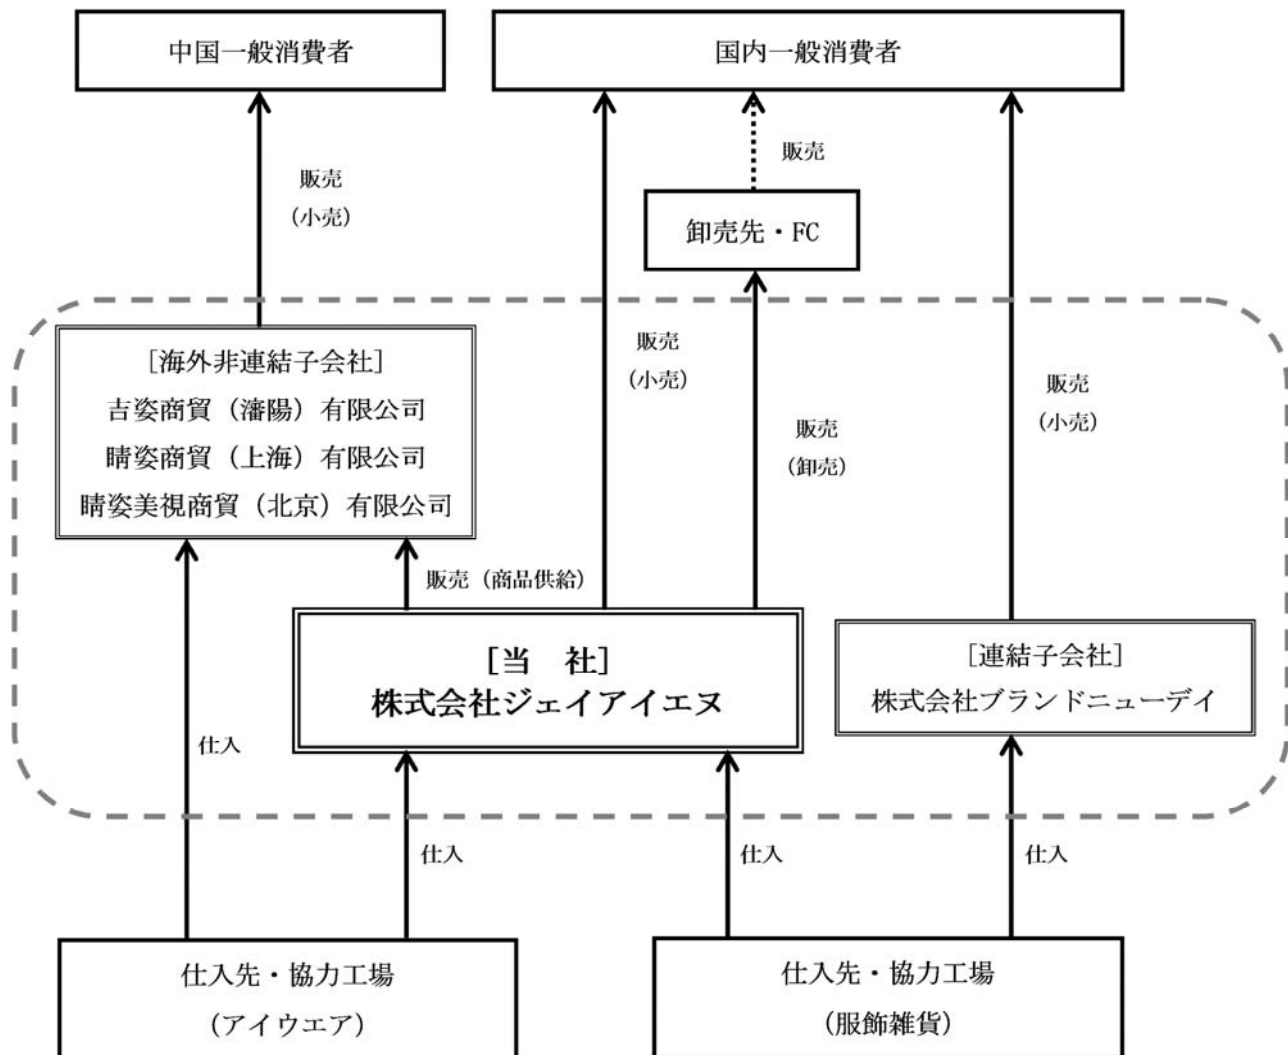 中国一般消費者
国内一般消費者
販売
販売
（小売）
卸売先・FC
［海外非連結子会社］
吉姿商貿（瀋陽）有限公司
睛姿商貿（上海）有限公司
睛姿美視商貿（北京）有限公司
販売
（小売）
販売
（卸売）
販売
（小売）
販売（商品供給）
［当　社］
株式会社ジェイアイエヌ
［連結子会社］
株式会社ブランドニューデイ
仕入
仕入
仕入
仕入
仕入先・協力工場
（アイウエア）
仕入先・協力工場
（服飾雑貨）